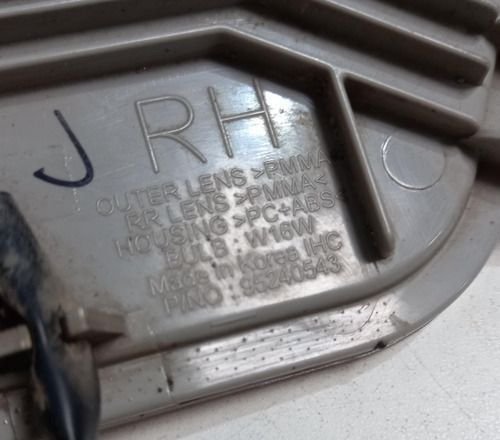 J RH
OUTER LENS >PMMA
RR LENS >PMMA<
HOUSING >PC+ABS<
BULB : W16W
Made in Korea IHC
P/NO : 95240543